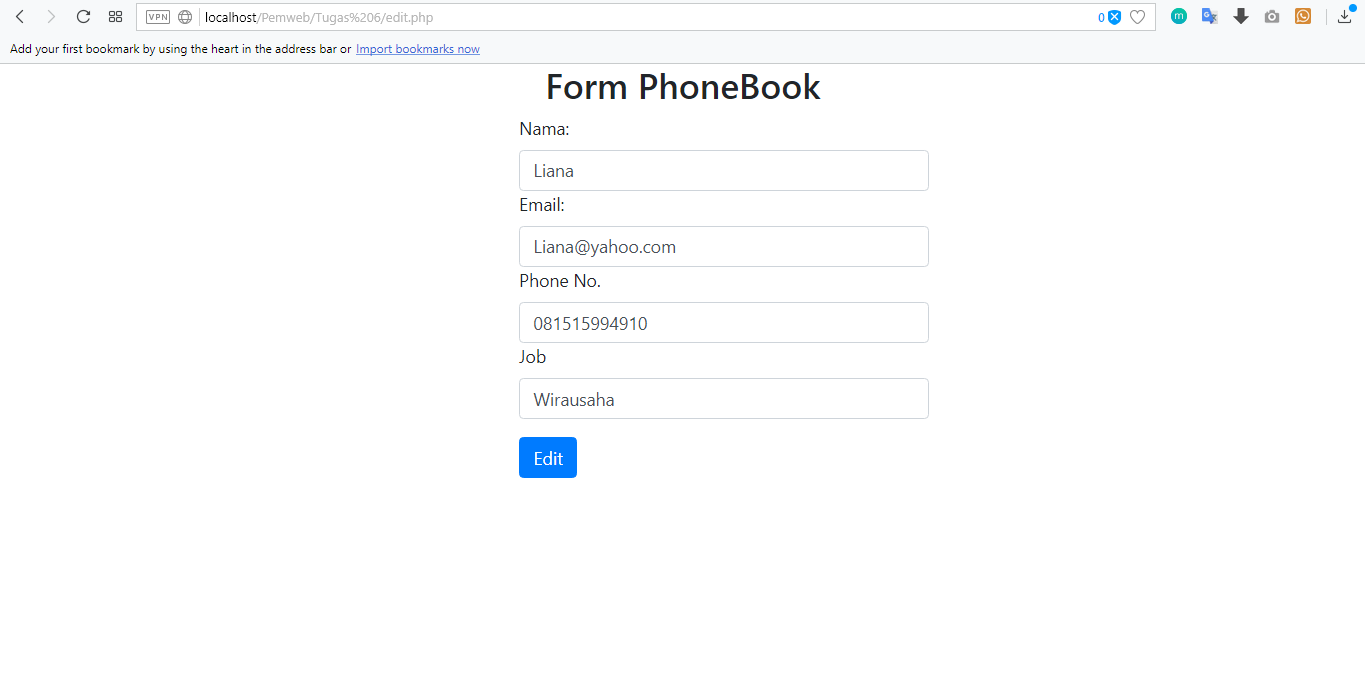 VPN localhost/Pemweb/Tugas%206/edit.php 0 m G
Add your first bookmark by using the heart in the address bar or Import bookmarks now
Form PhoneBook
Nama:
Liana
Email:
Liana@yahoo.com
Phone No.
081515994910
Job
Wirausaha
Edit